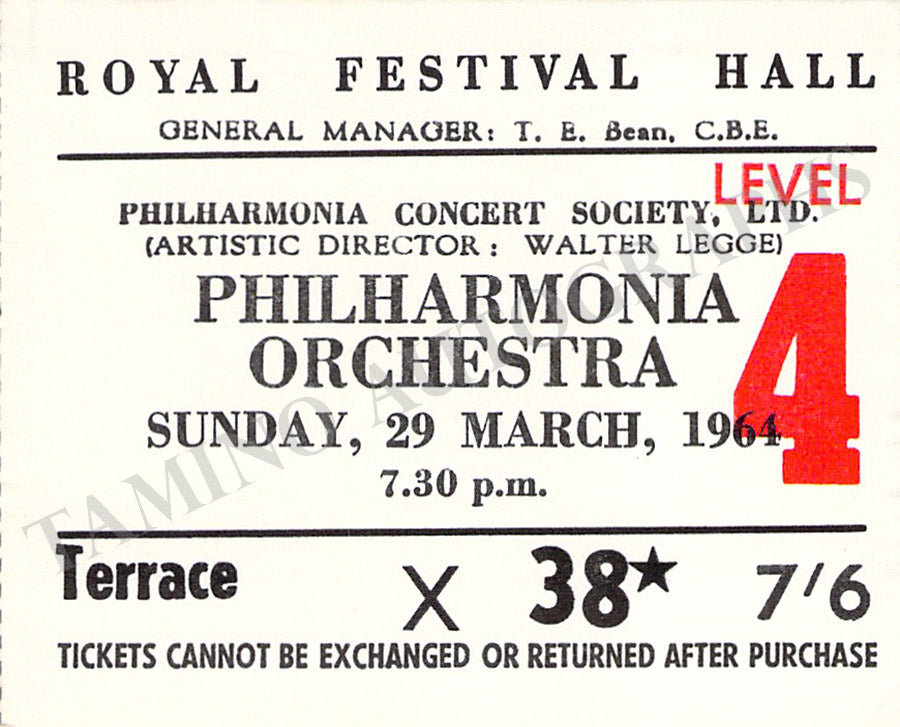 ROYAL FESTIVAL HALL
GENERAL MANAGER: T. E. Bean, C.B.E.
LEVEL
4
PHILHARMONIA CONCERT SOCIETY, LTD.
(ARTISTIC DIRECTOR: WALTER LEGGE)
PHILHARMONIA
ORCHESTRA
SUNDAY, 29 MARCH, 1964
7.30 p.m.
Terrace X 38★ 7/6
TICKETS CANNOT BE EXCHANGED OR RETURNED AFTER PURCHASE
TAMINO AUTOGRAPHS